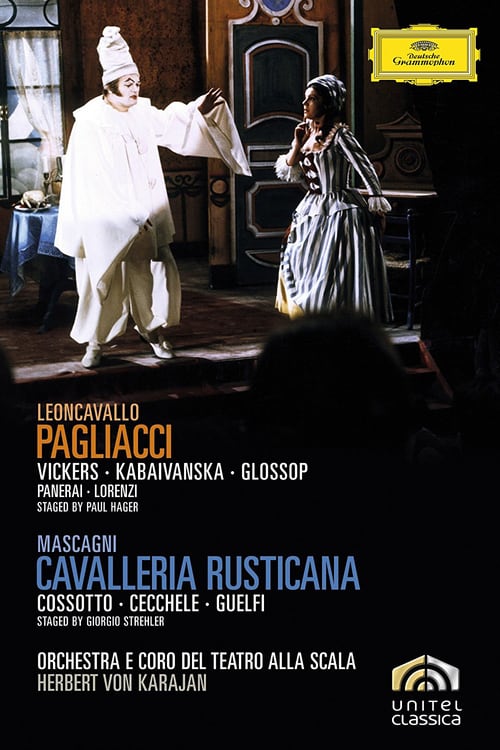 Deutsche
Grammophon
LEONCAVALLO
PAGLIACCI
VICKERS · KABAIVANSKA · GLOSSOP
PANERAI · LORENZI
STAGED BY PAUL HAGER
MASCAGNI
CAVALLERIA RUSTICANA
COSSOTTO · CECCHELE · GUELFI
STAGED BY GIORGIO STREHLER
ORCHESTRA E CORO DEL TEATRO ALLA SCALA
HERBERT VON KARAJAN
UNITEL
CLASSICA